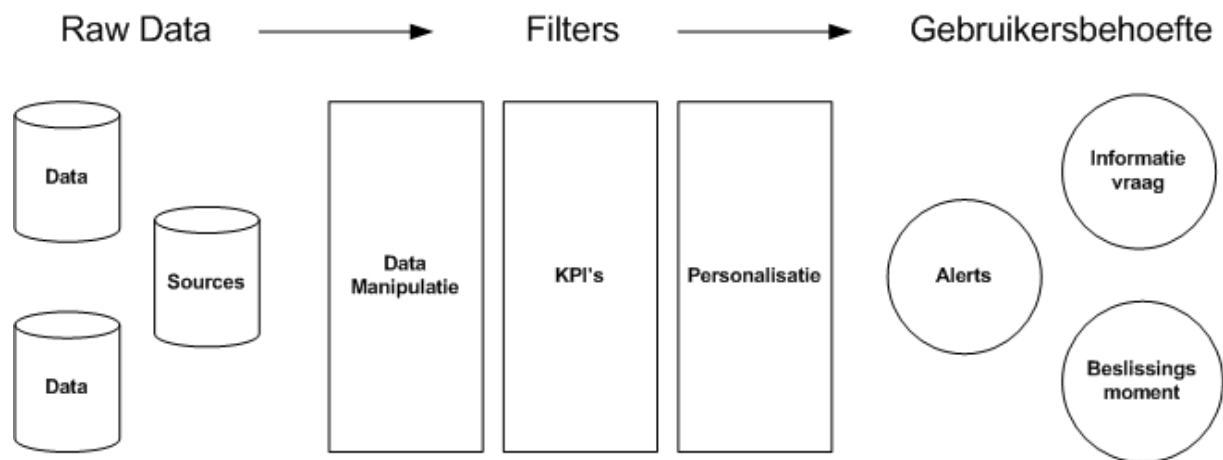 Raw Data
Filters
Gebruikersbehoefte
Data
Sources
Data
Data
Manipulatie
KPI's
Personalisatie
Alerts
Informatie
vraag
Beslissings
moment